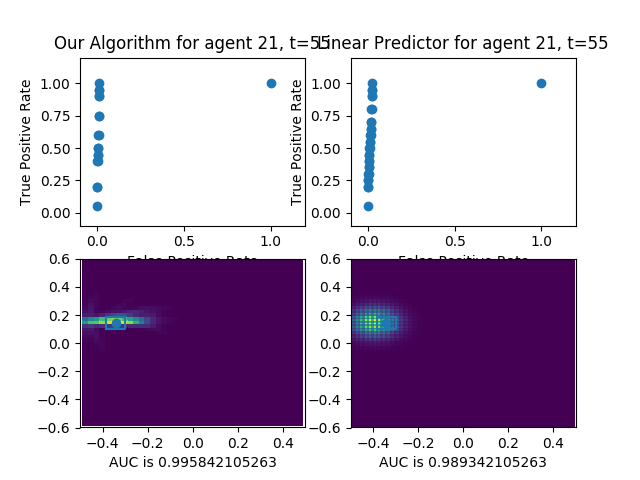 Our Algorithm for agent 21, t=55
Linear Predictor for agent 21, t=55
True Positive Rate
1.00
0.75
0.50
0.25
0.00
0.0 0.5 1.0
False Positive Rate
True Positive Rate
1.00
0.75
0.50
0.25
0.00
0.0 0.5 1.0
False Positive Rate
0.6
0.4
0.2
0.0
−0.2
−0.4
−0.6
−0.4 −0.2 0.0 0.2 0.4
AUC is 0.995842105263
0.6
0.4
0.2
0.0
−0.2
−0.4
−0.6
−0.4 −0.2 0.0 0.2 0.4
AUC is 0.989342105263